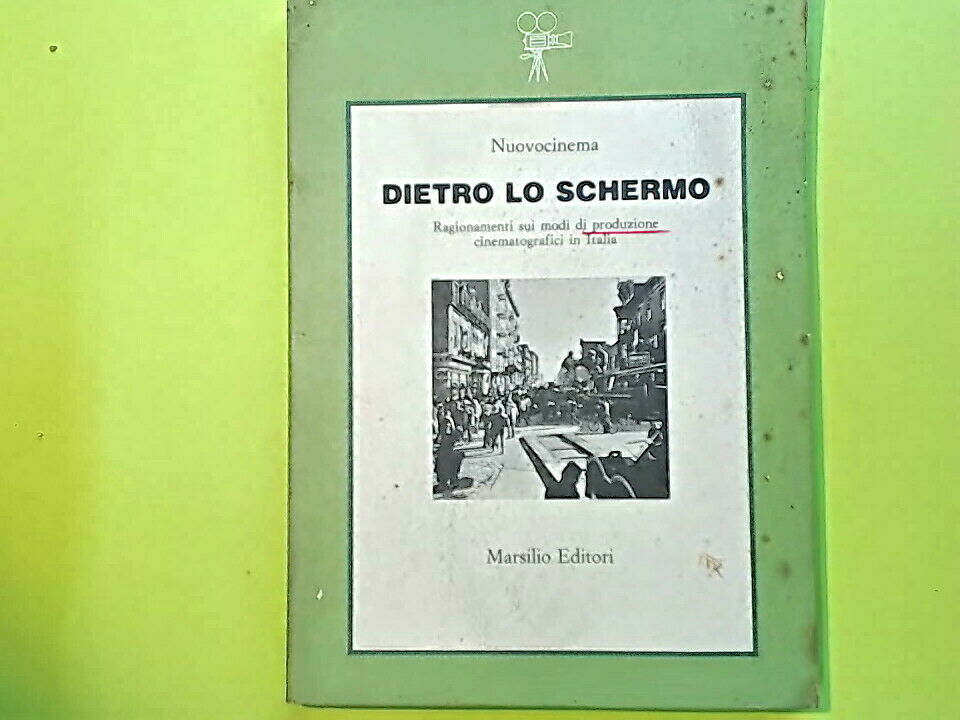 Nuovocinema
DIETRO LO SCHERMO
Ragionamenti sui modi di produzione
cinematografici in Italia
Marsilio Editori